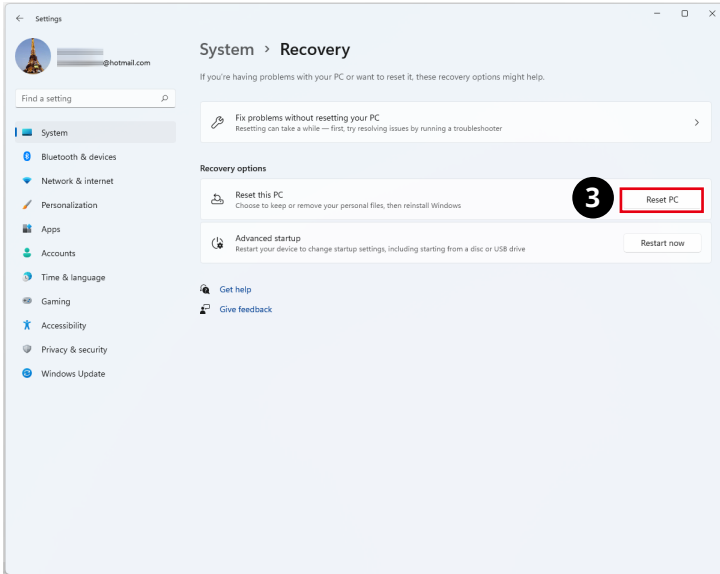 Settings
@hotmail.com
Find a setting
System
Bluetooth & devices
Network & internet
Personalization
Apps
Accounts
Time & language
Gaming
Accessibility
Privacy & security
Windows Update
System > Recovery
If you're having problems with your PC or want to reset it, these recovery options might help.
Fix problems without resetting your PC
Resetting can take a while — first, try resolving issues by running a troubleshooter
Recovery options
Reset this PC
Choose to keep or remove your personal files, then reinstall Windows
3
Reset PC
Advanced startup
Restart your device to change startup settings, including starting from a disc or USB drive
Restart now
Get help
Give feedback